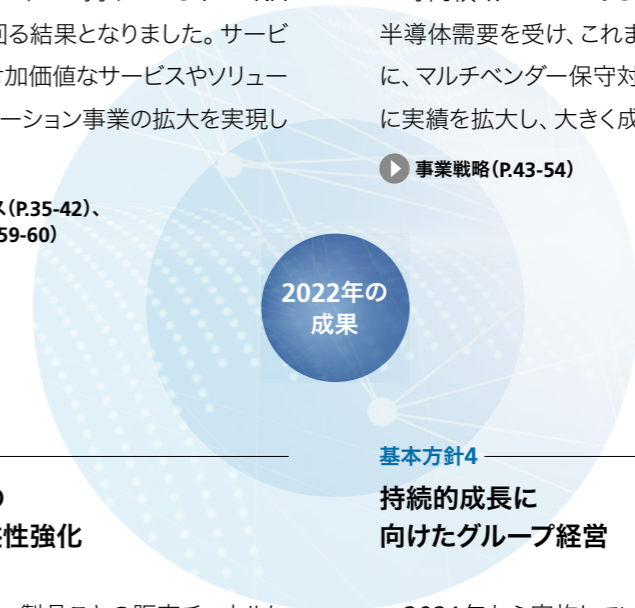 回る結果となりました。サービ
加価値なサービスやソリュー
ーション事業の拡大を実現し
(P.35-42)、
59-60)
半導体需要を受け、これま
に、マルチベンダー保守対
に実績を拡大し、大きく成
事業戦略(P.43-54)
2022年の
成果
の
性強化
基本方針4
持続的成長に
向けたグループ経営